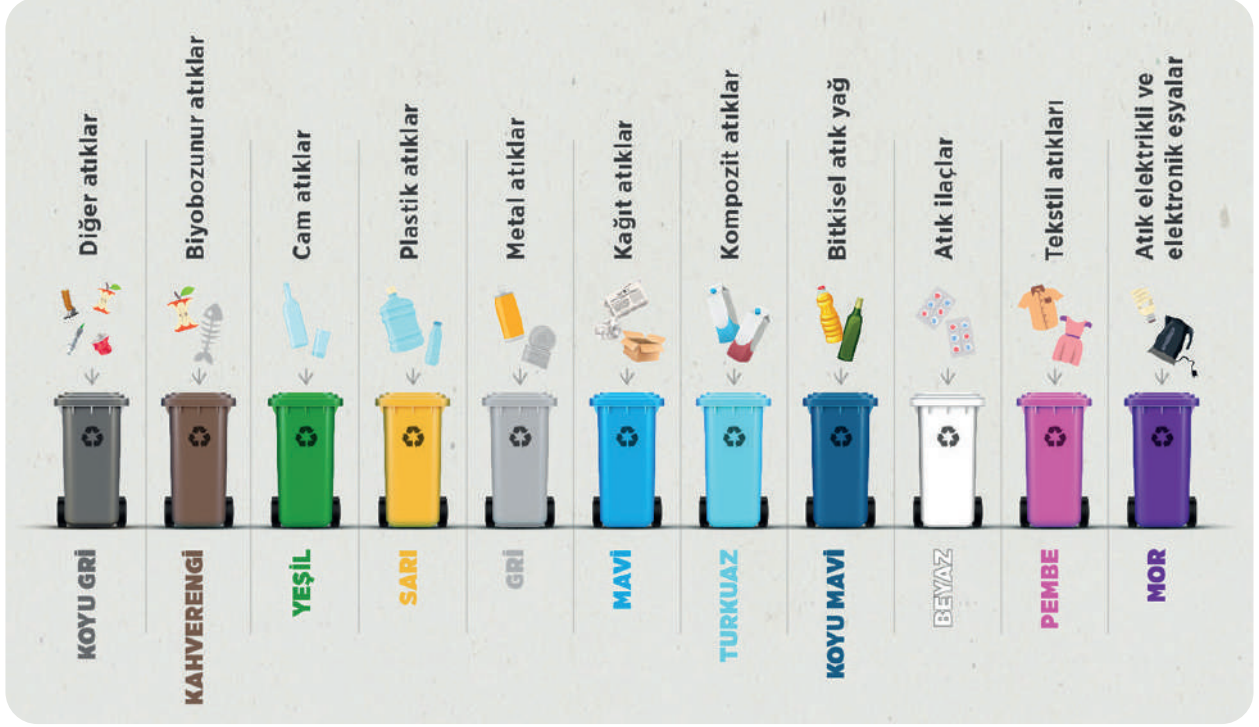 Diğer atıklar
KOYU GRİ
Biyobozunur atıklar
KAHVERENGİ
Cam atıklar
YEŞİL
Plastik atıklar
SARI
Metal atıklar
GRİ
Kağıt atıklar
MAVİ
Kompozit atıklar
TURKUAZ
Bitkisel atık yağ
KOYU MAVİ
Atık ilaçlar
BEYAZ
Tekstil atıkları
PEMBE
Atık elektrikli ve
elektronik eşyalar
MOR